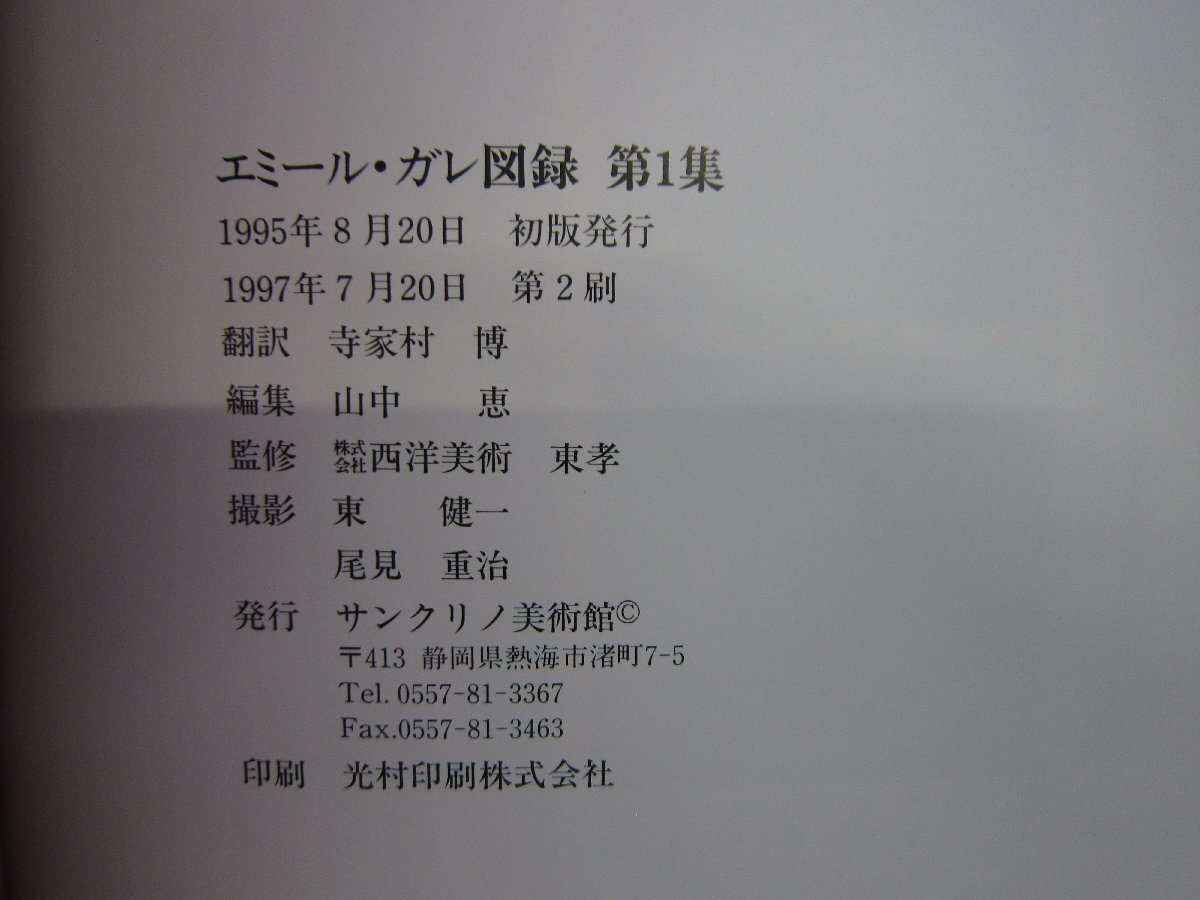 エミール・ガレ図録 第1集
1995年8月20日 初版発行
1997年7月20日 第2刷
翻訳 寺家村 博
編集 山中 恵
監修 株式会社西洋美術 東孝
撮影 東 健一
尾見 重治
発行 サンクリノ美術館©
〒413 静岡県熱海市渚町7-5
Tel. 0557-81-3367
Fax.0557-81-3463
印刷 光村印刷株式会社